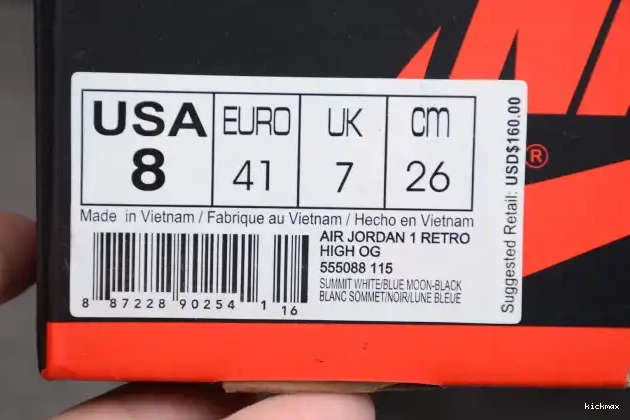 USA EURO UK cm
8 41 7 26
Made in Vietnam / Fabrique au Vietnam / Hecho en Vietnam
8 87228 90254 1 16
AIR JORDAN 1 RETRO
HIGH OG
555088 115
SUMMIT WHITE/BLUE MOON-BLACK
BLANC SOMMET/NOIR/LUNE BLEUE
Suggested Retail: USD$160.00
®
kickmax